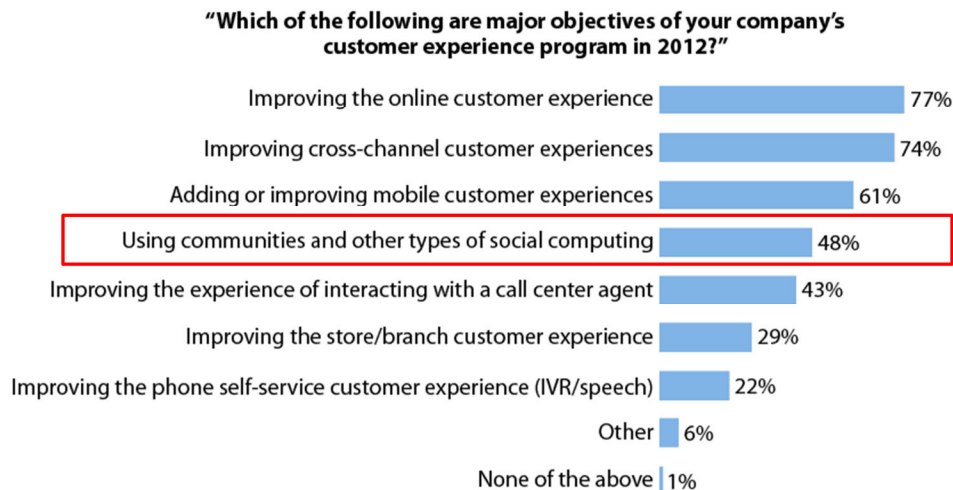 “Which of the following are major objectives of your company’s
customer experience program in 2012?”
Improving the online customer experience 77%
Improving cross-channel customer experiences 74%
Adding or improving mobile customer experiences 61%
Using communities and other types of social computing 48%
Improving the experience of interacting with a call center agent 43%
Improving the store/branch customer experience 29%
Improving the phone self-service customer experience (IVR/speech) 22%
Other 6%
None of the above 1%